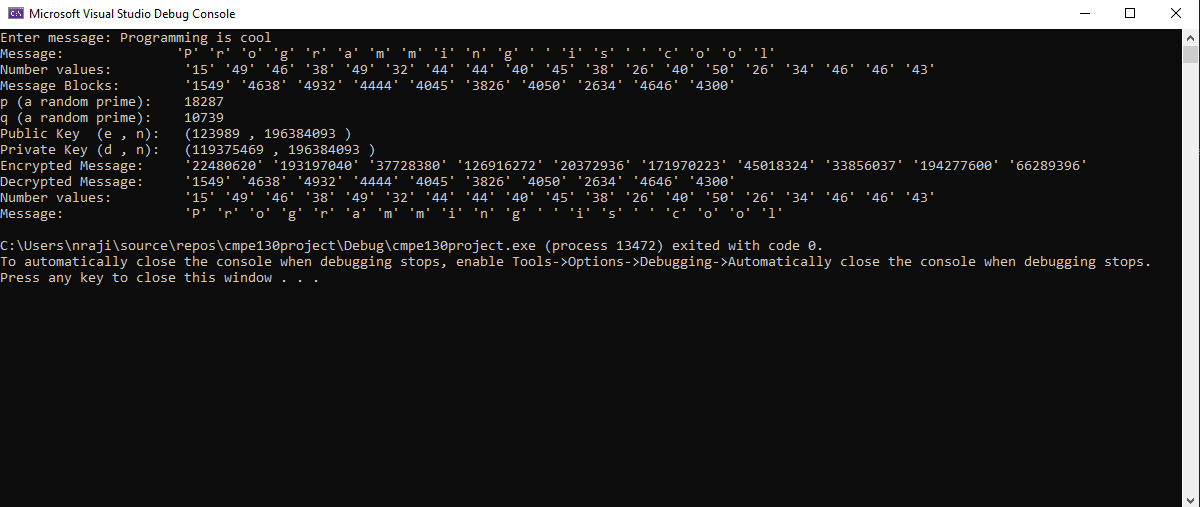 Microsoft Visual Studio Debug Console
Enter message: Programming is cool
Message:              'P' 'r' 'o' 'g' 'r' 'a' 'm' 'm' 'i' 'n' 'g' ' ' 'i' 's' ' ' 'c' 'o' 'o' 'l'
Number values:         '15' '49' '46' '38' '49' '32' '44' '44' '40' '45' '38' '26' '40' '50' '26' '34' '46' '46' '43'
Message Blocks:        '1549' '4638' '4932' '4444' '4045' '3826' '4050' '2634' '4646' '4300'
p (a random prime):    18287
q (a random prime):    10739
Public Key  (e , n):   (123989 , 196384093 )
Private Key (d , n):   (119375469 , 196384093 )
Encrypted Message:     '22480620' '193197040' '37728380' '126916272' '20372936' '171970223' '45018324' '33856037' '194277600' '66289396'
Decrypted Message:     '1549' '4638' '4932' '4444' '4045' '3826' '4050' '2634' '4646' '4300'
Number values:         '15' '49' '46' '38' '49' '32' '44' '44' '40' '45' '38' '26' '40' '50' '26' '34' '46' '46' '43'
Message:               'P' 'r' 'o' 'g' 'r' 'a' 'm' 'm' 'i' 'n' 'g' ' ' 'i' 's' ' ' 'c' 'o' 'o' 'l'
C:\Users\nraji\source\repos\cmpe130project\Debug\cmpe130project.exe (process 13472) exited with code 0.
To automatically close the console when debugging stops, enable Tools->Options->Debugging->Automatically close the console when debugging stops.
Press any key to close this window . . .